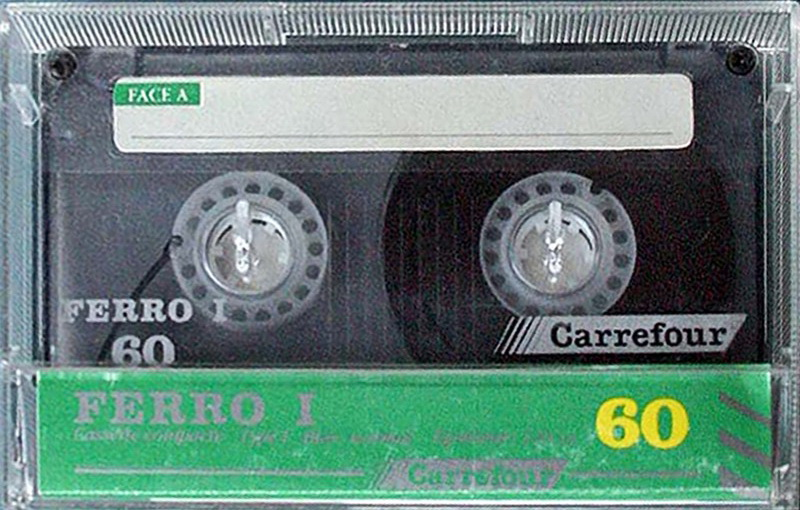 FACE A
FERRO I
60
Carrefour
FERRO I
60
Cassette compacte Type I
Carrefour